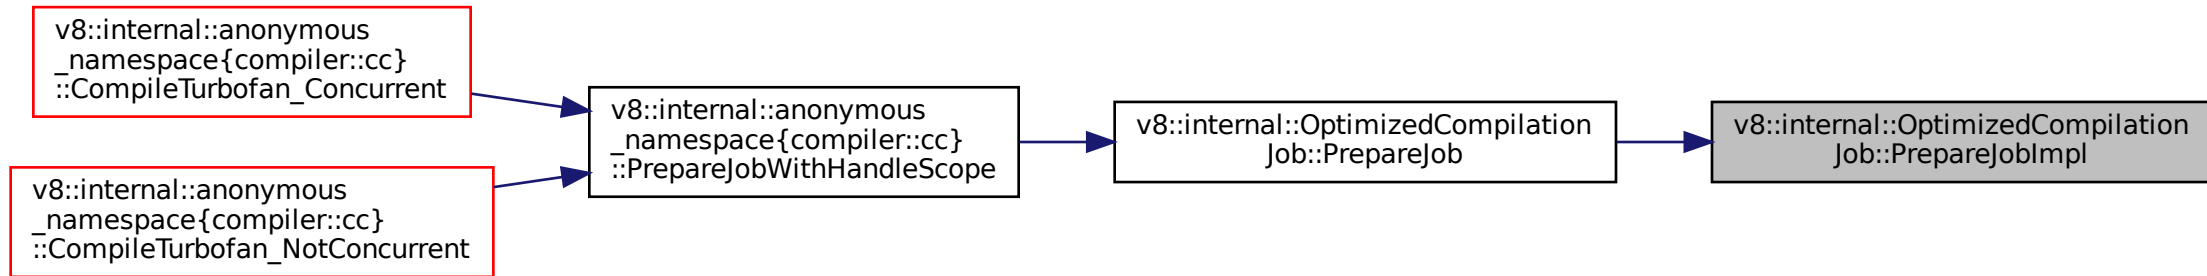 v8::internal::anonymous
_namespace{compiler::cc}
::CompileTurbofan_Concurrent
v8::internal::anonymous
_namespace{compiler::cc}
::CompileTurbofan_NotConcurrent
v8::internal::anonymous
_namespace{compiler::cc}
::PrepareJobWithHandleScope
v8::internal::OptimizedCompilation
Job::PrepareJob
v8::internal::OptimizedCompilation
Job::PrepareJobImpl